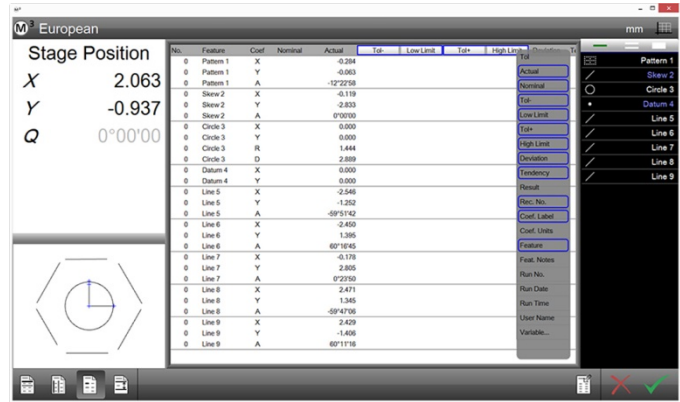 M³
M³ European
mm
Stage Position
X 2.063
Y -0.937
Q 0°00'00
No. Feature Coef Nominal Actual Tol- Low Limit Tol+ High Limit Deviation
0 Pattern 1 X -0.284
0 Pattern 1 Y -0.063
0 Pattern 1 A -12°22'58
0 Skew 2 X -0.119
0 Skew 2 Y -2.833
0 Skew 2 A 0°00'00
0 Circle 3 X 0.000
0 Circle 3 Y 0.000
0 Circle 3 R 1.444
0 Circle 3 D 2.889
0 Datum 4 X 0.000
0 Datum 4 Y 0.000
0 Line 5 X -2.546
0 Line 5 Y -1.252
0 Line 5 A -59°51'42
0 Line 6 X -2.450
0 Line 6 Y 1.395
0 Line 6 A 60°16'45
0 Line 7 X -0.178
0 Line 7 Y 2.805
0 Line 7 A 0°23'50
0 Line 8 X 2.471
0 Line 8 Y 1.345
0 Line 8 A -59°47'06
0 Line 9 X 2.429
0 Line 9 Y -1.406
0 Line 9 A 60°11'16
Tol
Actual
Nominal
Tol-
Low Limit
Tol+
High Limit
Deviation
Tendency
Result
Rec. No.
Coef. Label
Coef. Units
Feature
Feat. Notes
Run No.
Run Date
Run Time
User Name
Variable...
Pattern 1
Skew 2
Circle 3
Datum 4
Line 5
Line 6
Line 7
Line 8
Line 9